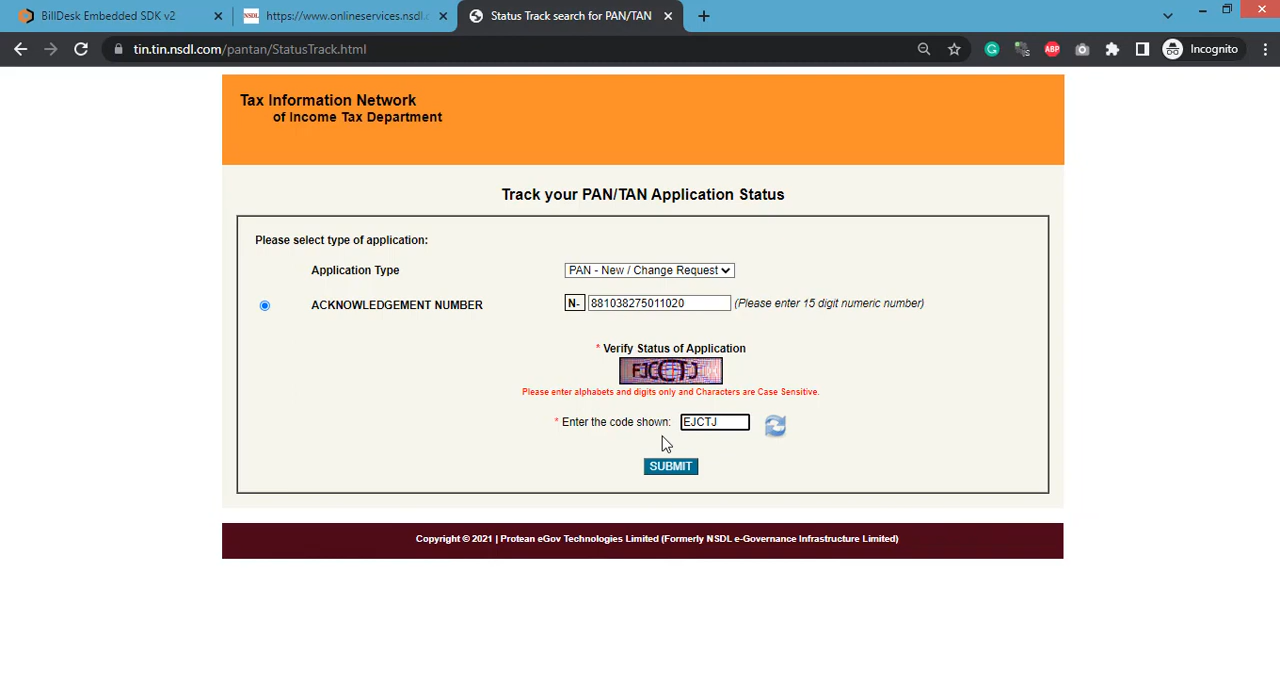 BillDesk Embedded SDK v2
https://www.onlineservices.nsdl.c
Status Track search for PAN/TAN
tin.tin.nsdl.com/pantan/StatusTrack.html
ABP
Incognito
Tax Information Network
of Income Tax Department
Track your PAN/TAN Application Status
Please select type of application:
Application Type
PAN - New / Change Request
ACKNOWLEDGEMENT NUMBER
N-
881038275011020
(Please enter 15 digit numeric number)
* Verify Status of Application
Please enter alphabets and digits only and Characters are Case Sensitive.
* Enter the code shown:
EJCTJ
SUBMIT
Copyright © 2021 | Protean eGov Technologies Limited (Formerly NSDL e-Governance Infrastructure Limited)